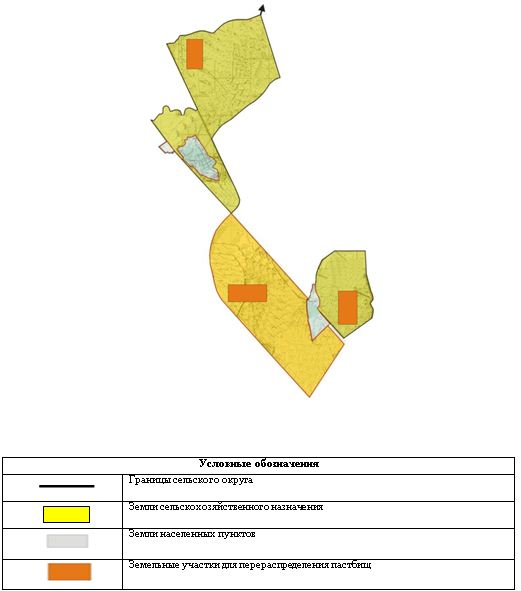 Условные обозначения
Границы сельского округа
Земли сельскохозяйственного назначения
Земли населенных пунктов
Земельные участки для перераспределения пастбищ